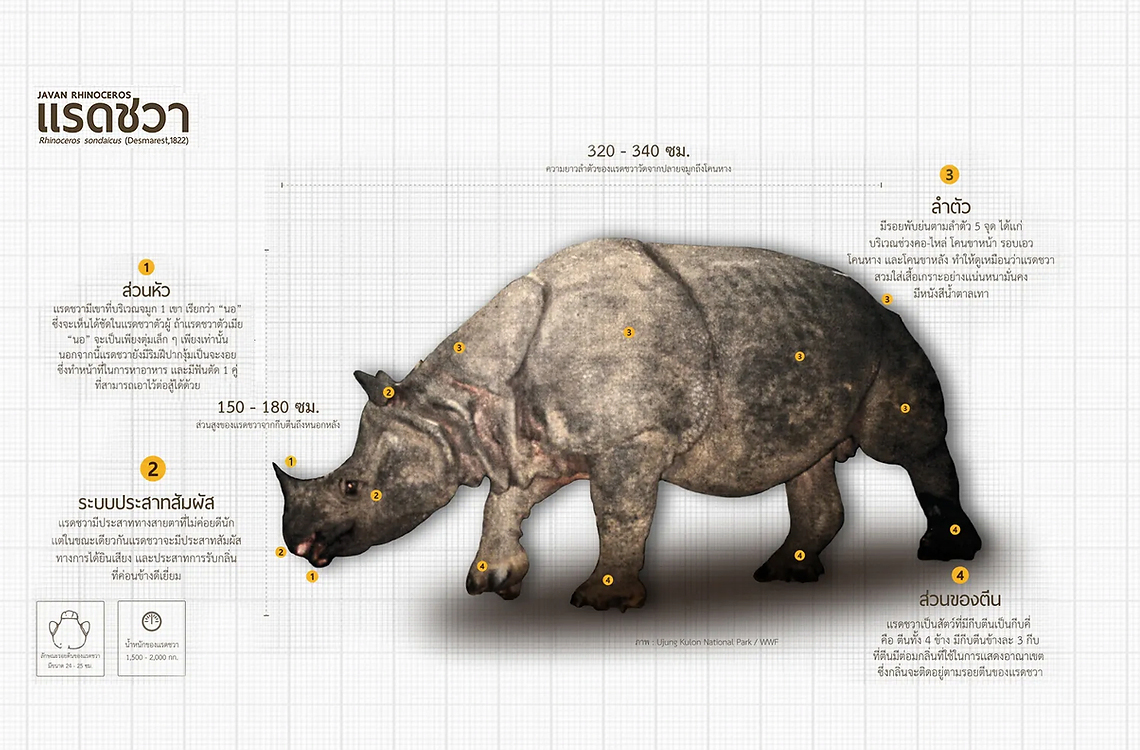 JAVAN RHINOCEROS
แรดชวา
Rhinoceros sondaicus (Desmarest,1822)
320 - 340 ซม.
ความยาวลำตัวของแรดชวาวัดจากปลายจมูกถึงโคนหาง
3
ลำตัว
มีรอยพับย่นตามลำตัว 5 จุด ได้แก่
บริเวณช่วงคอ-ไหล่ โคนขาหน้า รอบเอว
โคนหาง และโคนขาหลัง ทำให้ดูเหมือนว่าแรดชวา
สวมใส่เสื้อเกราะอย่างแน่นหนามั่นคง
มีหนังสีน้ำตาลเทา
1
ส่วนหัว
แรดชวามีเขาที่บริเวณจมูก 1 เขา เรียกว่า “นอ”
ซึ่งจะเห็นได้ชัดในแรดชวาตัวผู้ ถ้าแรดชวาตัวเมีย
“นอ” จะเป็นเพียงตุ่มเล็ก ๆ เพียงเท่านั้น
นอกจากนี้แรดชวายังมีริมฝีปากงุ้มเป็นจะงอย
ซึ่งทำหน้าที่ในการหาอาหาร และมีฟันตัด 1 คู่
ที่สามารถเอาไว้ต่อสู้ได้ด้วย
150 - 180 ซม.
ส่วนสูงของแรดชวาจากกีบตีนถึงหนอกหลัง
2
ระบบประสาทสัมผัส
แรดชวามีประสาททางสายตาที่ไม่ค่อยดีนัก
แต่ในขณะเดียวกันแรดชวาจะมีประสาทสัมผัส
ทางการได้ยินเสียง และประสาทการรับกลิ่น
ที่ค่อนข้างดีเยี่ยม
3
3
3
3
3
2
1
2
2
1
4
4
4
4
4
ส่วนของตีน
แรดชวาเป็นสัตว์ที่มีกีบตีนเป็นกีบคี่
คือ ตีนทั้ง 4 ข้าง มีกีบตีนข้างละ 3 กีบ
ที่ตีนมีต่อมกลิ่นที่ใช้ในการแสดงอาณาเขต
ซึ่งกลิ่นจะติดอยู่ตามรอยตีนของแรดชวา
ลักษณะรอยตีนของแรดชวา
มีขนาด 24 - 25 ซม.
น้ำหนักของแรดชวา
1,500 - 2,000 กก.
ภาพ : Ujung Kulon National Park / WWF